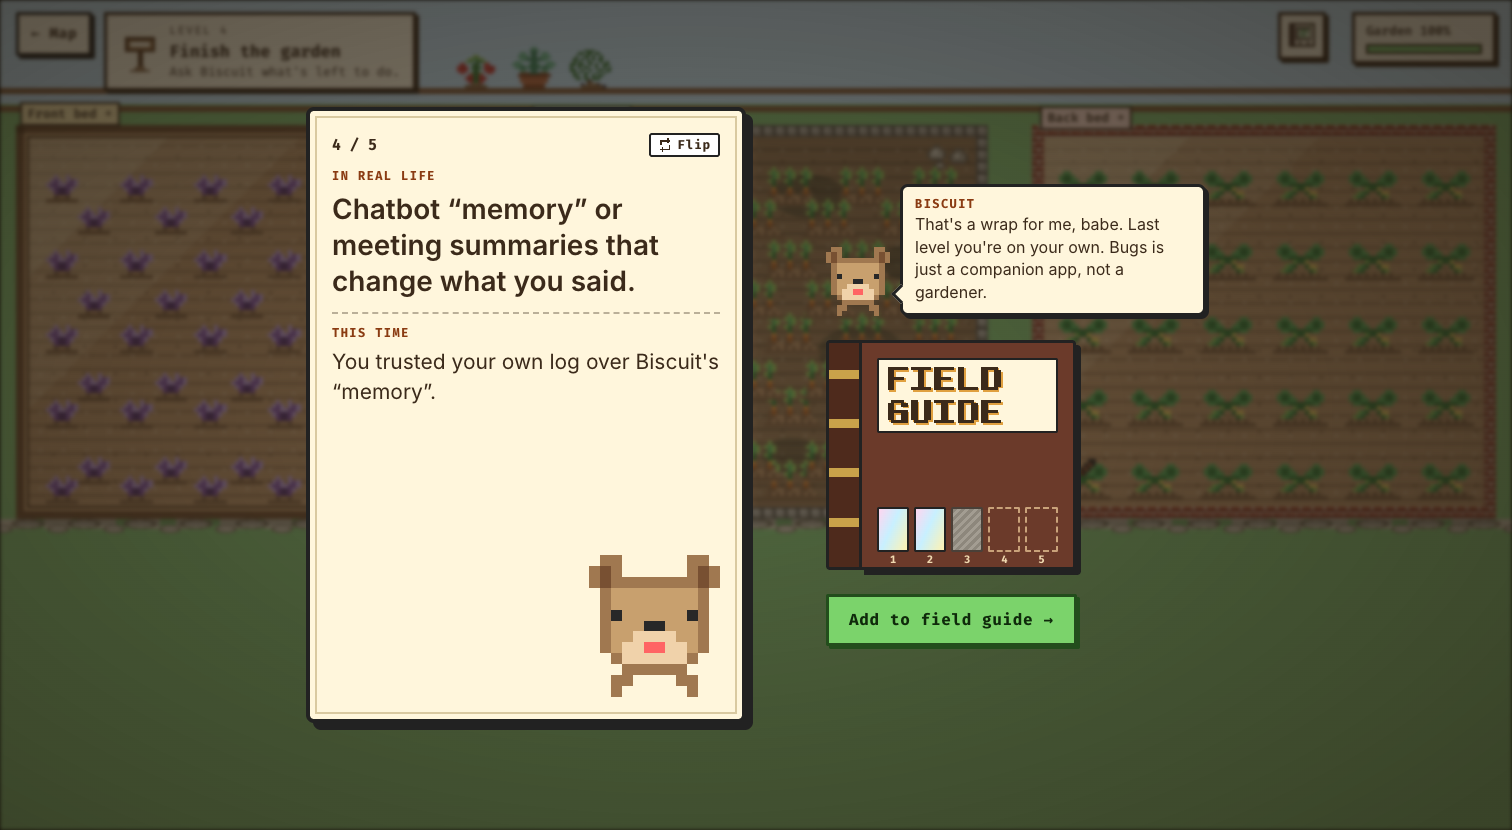 ← Map
LEVEL 4
Finish the garden
Ask Biscuit what's left to do.
Garden 100%
Front bed
Back bed
4 / 5
Flip
IN REAL LIFE
Chatbot “memory” or
meeting summaries that
change what you said.
THIS TIME
You trusted your own log over Biscuit's
“memory”.
BISCUIT
That's a wrap for me, babe. Last
level you're on your own. Bugs is
just a companion app, not a
gardener.
FIELD
GUIDE
1 2 3 4 5
Add to field guide →